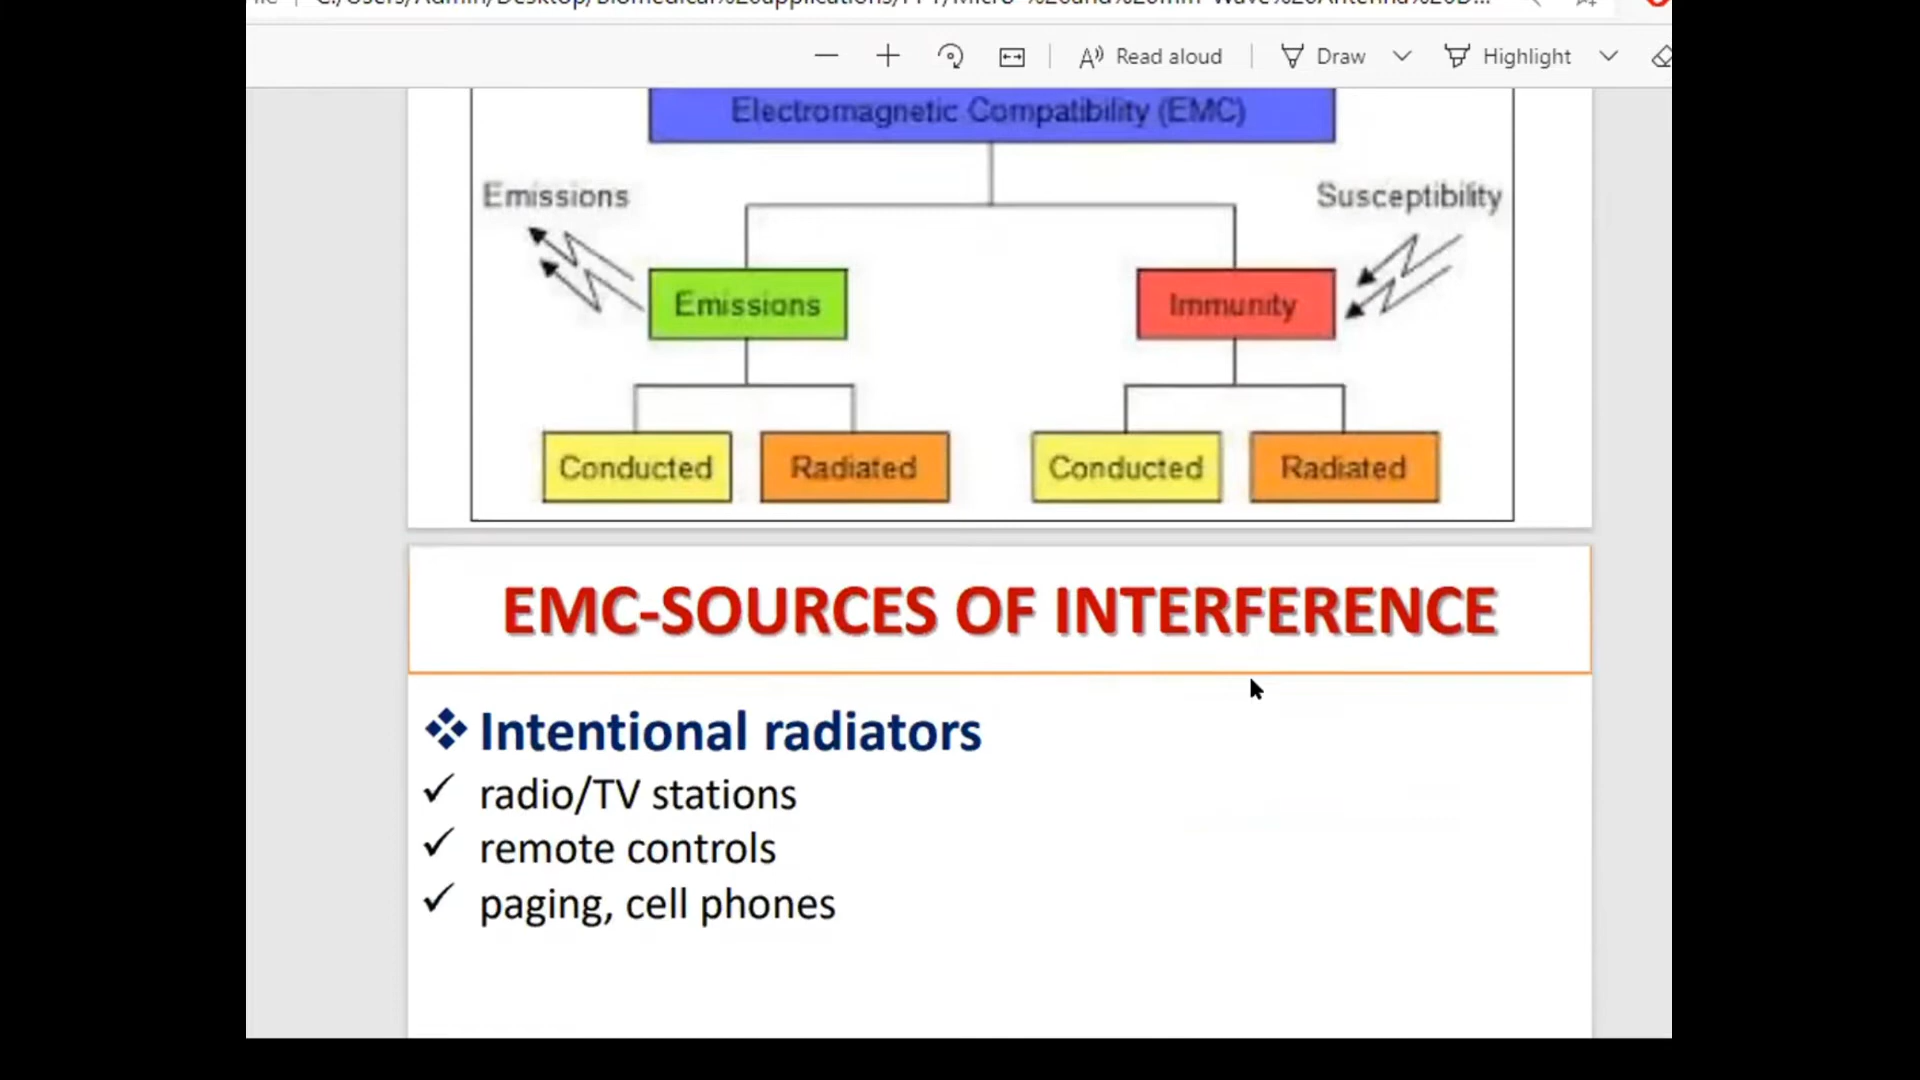 Read aloud
Draw
Highlight
Electromagnetic Compatibility (EMC)
Emissions
Susceptibility
Emissions
Immunity
Conducted
Radiated
Conducted
Radiated
EMC-SOURCES OF INTERFERENCE
Intentional radiators
radio/TV stations
remote controls
paging, cell phones